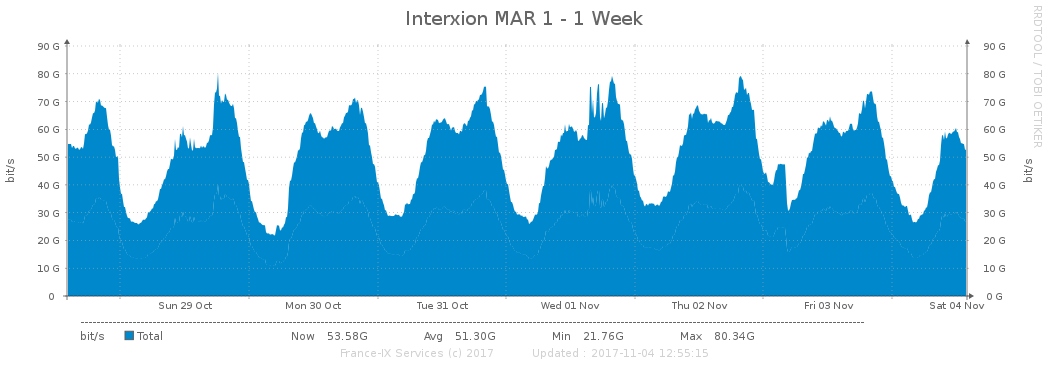 Interxion MAR 1 - 1 Week
RRDTOOL / TOBI OETIKER
90 G 90 G
80 G 80 G
70 G 70 G
60 G 60 G
50 G 50 G
40 G 40 G
30 G 30 G
20 G 20 G
10 G 10 G
0 0 G
bit/s
bit/s
Sun 29 Oct Mon 30 Oct Tue 31 Oct Wed 01 Nov Thu 02 Nov Fri 03 Nov Sat 04 Nov
bit/s Total Now 53.58G Avg 51.30G Min 21.76G Max 80.34G
France-IX Services (c) 2017 Updated : 2017-11-04 12:55:15